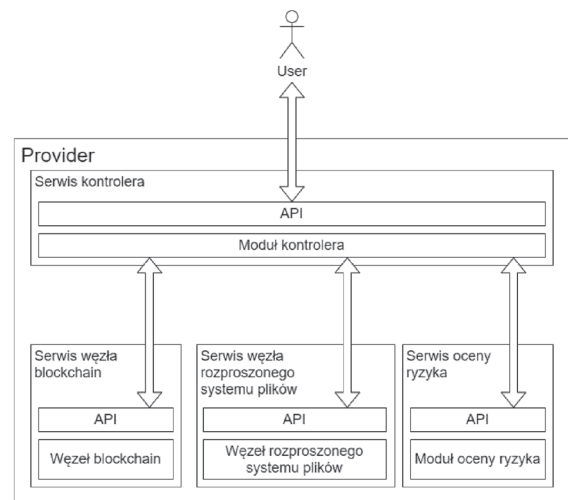 User
Provider
Serwis kontrolera
API
Moduł kontrolera
Serwis węzła
blockchain
API
Węzeł blockchain
Serwis węzła
rozproszonego
systemu plików
API
Węzeł rozproszonego
systemu plików
Serwis oceny
ryzyka
API
Moduł oceny ryzyka